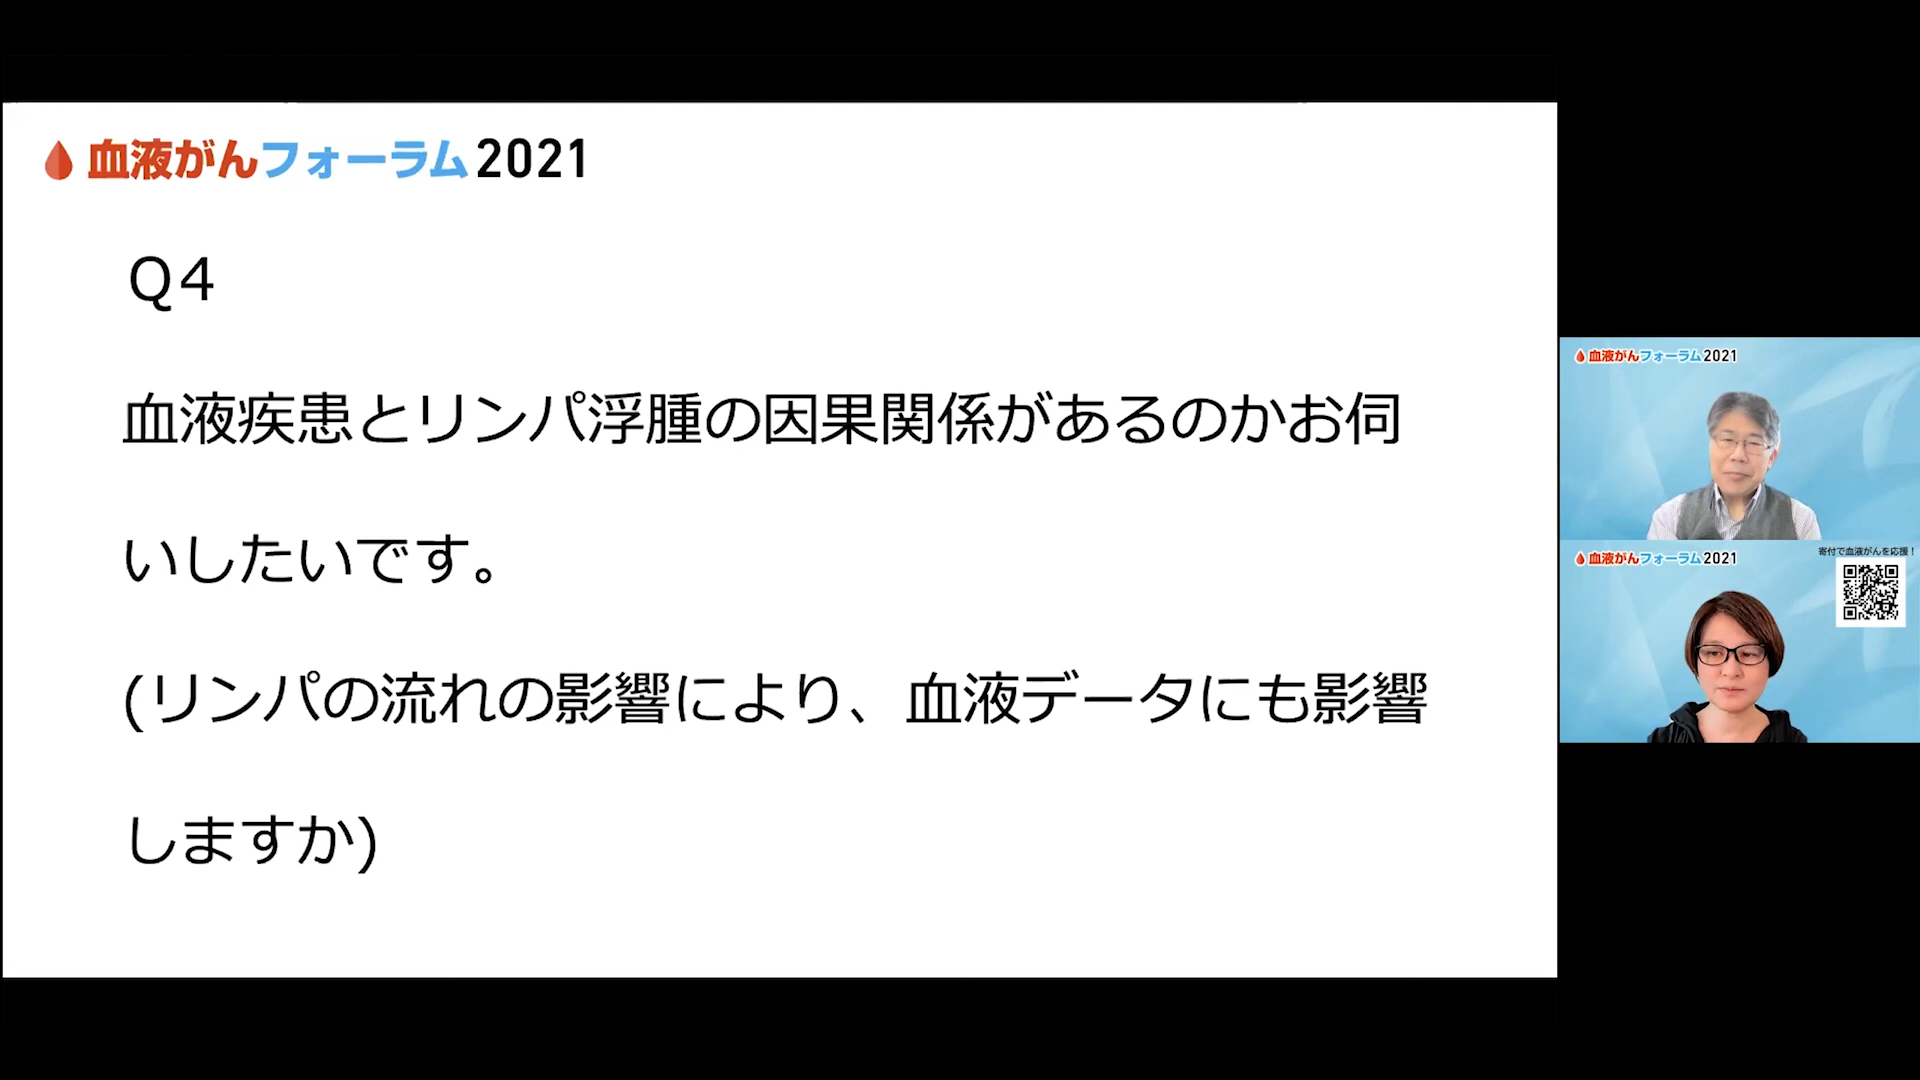 血液がんフォーラム2021
Q4
血液疾患とリンパ浮腫の因果関係があるのかお伺
いしたいです。
(リンパの流れの影響により、血液データにも影響
しますか)
血液がんフォーラム2021
血液がんフォーラム2021
寄付で血液がんを応援！